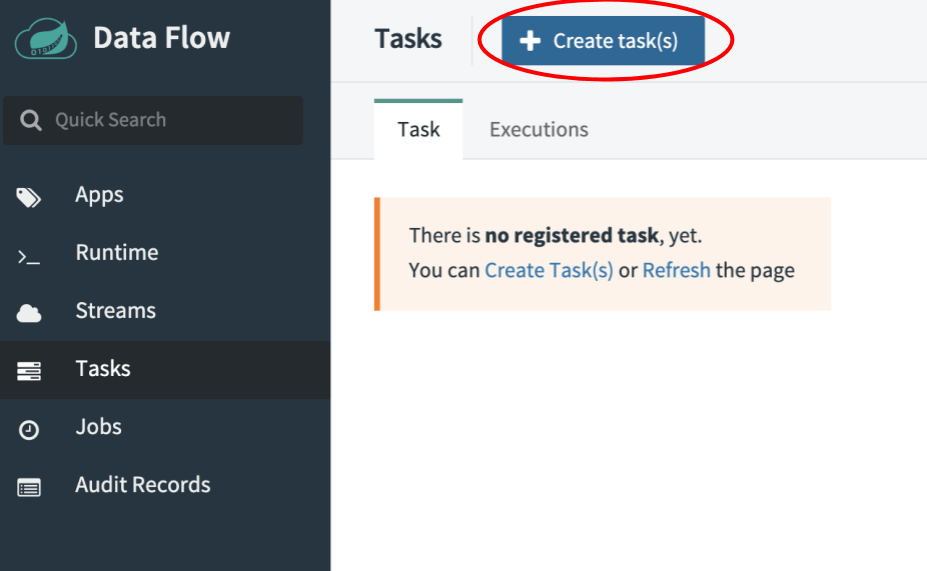 Data Flow
Quick Search
Apps
Runtime
Streams
Tasks
Jobs
Audit Records
Tasks
Create task(s)
Task
Executions
There is no registered task, yet.
You can Create Task(s) or Refresh the page